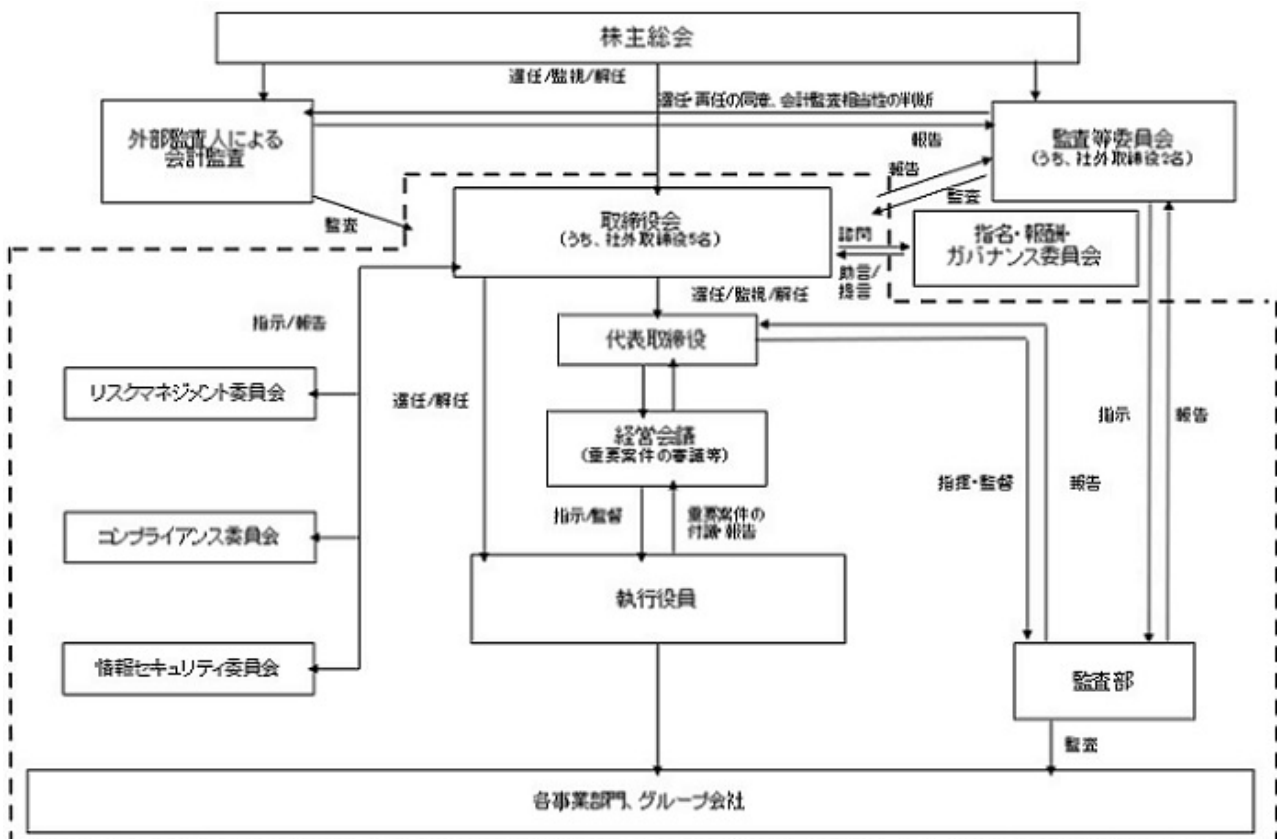 株主総会
選任/監視/解任
選任・再任の同意、会計監査相当性の判断
外部監査人による
会計監査
報告
監査等委員会
(うち、社外取締役2名)
報告
監査
監査
取締役会
(うち、社外取締役5名)
諮問
助言/
提言
指名・報酬・
ガバナンス委員会
選任/監視/解任
指示/報告
代表取締役
リスクマネジメント委員会
選任/解任
経営会議
(重要案件の審議等)
指示
報告
指揮・監督
報告
指示/監督
重要案件の
付議・報告
コンプライアンス委員会
執行役員
情報セキュリティ委員会
監査部
監査
各事業部門、グループ会社